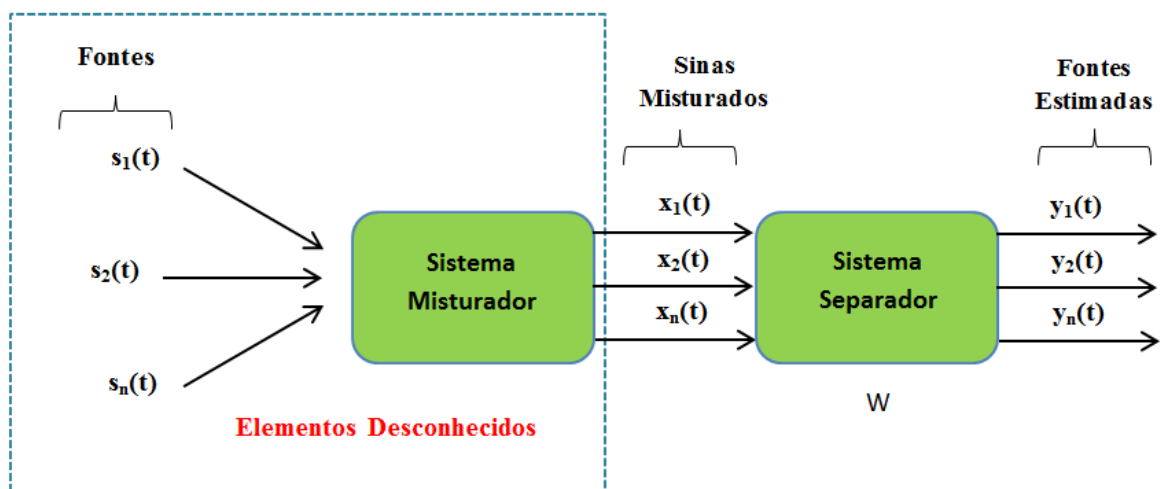 Fontes
s₁(t)
s₂(t)
sₙ(t)
Sistema
Misturador
Elementos Desconhecidos
Sinas
Misturados
x₁(t)
x₂(t)
xₙ(t)
Sistema
Separador
W
Fontes
Estimadas
y₁(t)
y₂(t)
yₙ(t)